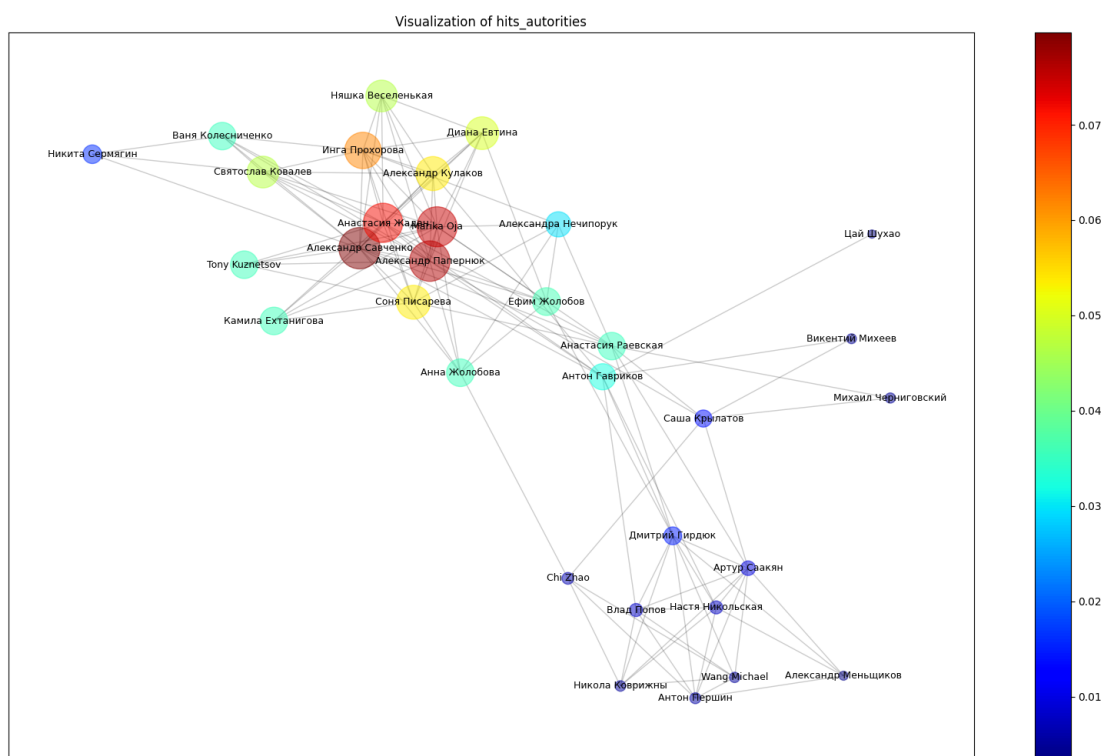 Visualization of hits_autorities
Няшка Веселенькая
Ваня Колесниченко
Диана Евтина
Никита Сермягин
Инга Прохорова
Святослав Ковалев
Александр Кулаков
Анастасия Жадан
Manka Oja
Александра Нечипорук
Цай Шухао
Александр Савченко
Tony Kuznetsov
Александр Папернюк
Соня Писарева
Ефим Жолобов
Камила Ехтанигова
Викентий Михеев
Анастасия Раевская
Анна Жолобова
Антон Гавриков
Михаил Черниговский
Саша Крылатов
Дмитрий Гирдюк
Артур Саакян
Chi Zhao
Влад Попов
Настя Никольская
Wang Michael
Александр Меньщиков
Никола Коврижны
Антон Першин
0.07
0.06
0.05
0.04
0.03
0.02
0.01